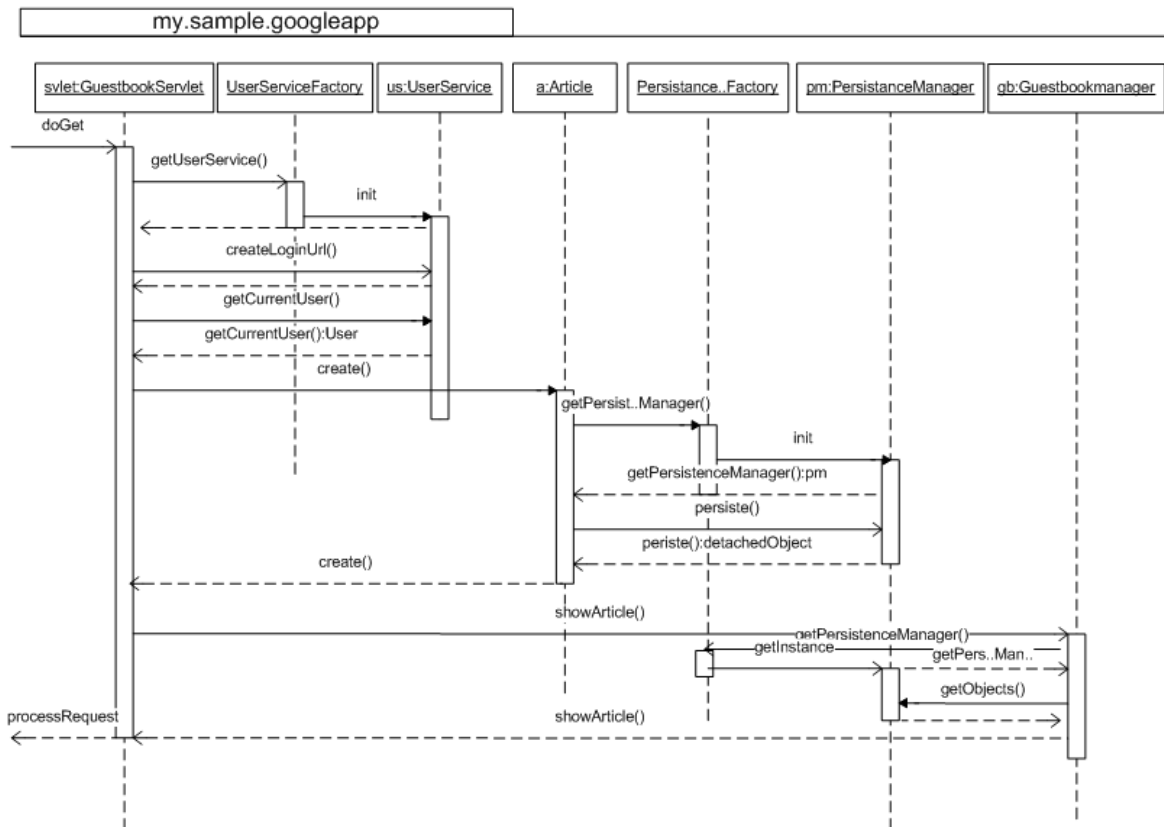 my.sample.googleapp
svlet:GuestbookServlet
UserServiceFactory
us:UserService
a:Article
Persistance..Factory
pm:PersistanceManager
gb:Guestbookmanager
doGet
getUserService()
init
createLoginUrl()
getCurrentUser()
getCurrentUser():User
create()
getPersist..Manager()
init
getPersistenceManager():pm
persiste()
periste():detachedObject
create()
showArticle()
getPersistenceManager()
getInstance
getPers..Man..
getObjects()
processRequest
showArticle()